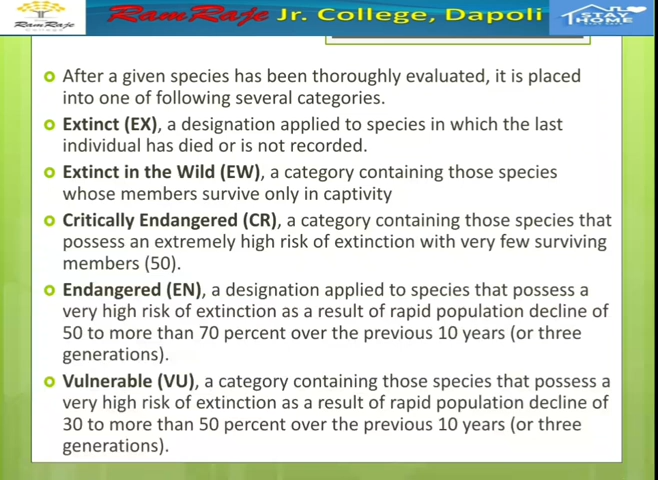 RamRaje Jr. College, Dapoli
RamRaje
STAY
HOME
After a given species has been thoroughly evaluated, it is placed
into one of following several categories.
Extinct (EX), a designation applied to species in which the last
individual has died or is not recorded.
Extinct in the Wild (EW), a category containing those species
whose members survive only in captivity
Critically Endangered (CR), a category containing those species that
possess an extremely high risk of extinction with very few surviving
members (50).
Endangered (EN), a designation applied to species that possess a
very high risk of extinction as a result of rapid population decline of
50 to more than 70 percent over the previous 10 years (or three
generations).
Vulnerable (VU), a category containing those species that possess a
very high risk of extinction as a result of rapid population decline of
30 to more than 50 percent over the previous 10 years (or three
generations).